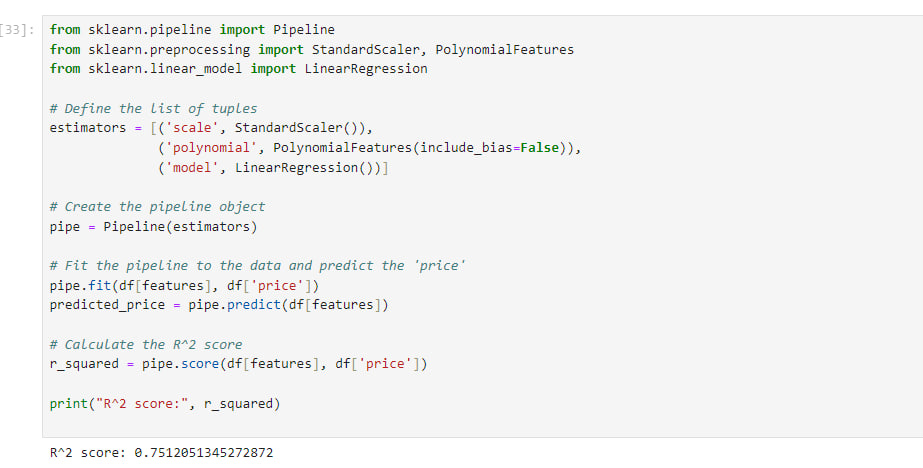 [33]:
from sklearn.pipeline import Pipeline
from sklearn.preprocessing import StandardScaler, PolynomialFeatures
from sklearn.linear_model import LinearRegression
# Define the list of tuples
estimators = [('scale', StandardScaler()),
('polynomial', PolynomialFeatures(include_bias=False)),
('model', LinearRegression())]
# Create the pipeline object
pipe = Pipeline(estimators)
# Fit the pipeline to the data and predict the 'price'
pipe.fit(df[features], df['price'])
predicted_price = pipe.predict(df[features])
# Calculate the R^2 score
r_squared = pipe.score(df[features], df['price'])
print("R^2 score:", r_squared)
R^2 score: 0.7512051345272872